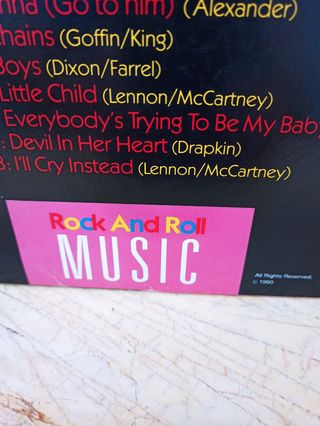 (Go to him) (Alexander)
hains (Goffin/King)
Boys (Dixon/Farrel)
Little Child (Lennon/McCartney)
Everybody's Trying To Be My Baby
: Devil In Her Heart (Drapkin)
3: I'll Cry Instead (Lennon/McCartney)
Rock And Roll
MUSIC
All Rights Reserved.
© 1990